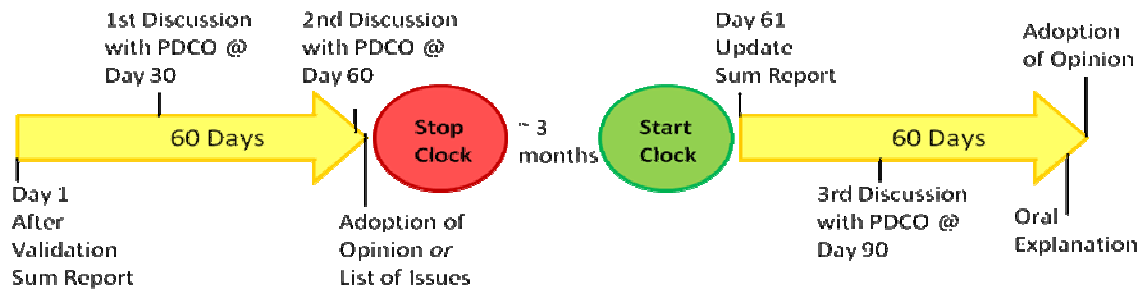 1st Discussion
with PDCO @
Day 30
2nd Discussion
with PDCO @
Day 60
Day 61
Update
Sum Report
Adoption
of Opinion
60 Days
Stop
Clock
~ 3
months
Start
Clock
60 Days
Day 1
After
Validation
Sum Report
Adoption of
Opinion or
List of Issues
3rd Discussion
with PDCO @
Day 90
Oral
Explanation